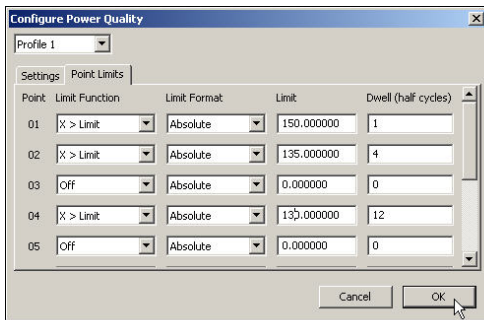 Configure Power Quality
Profile 1
Settings Point Limits
Point Limit Function Limit Format Limit Dwell (half cycles)
01 X > Limit Absolute 150.000000 1
02 X > Limit Absolute 135.000000 4
03 Off Absolute 0.000000 0
04 X > Limit Absolute .000000 12
05 Off Absolute 0.000000 0
Cancel OK